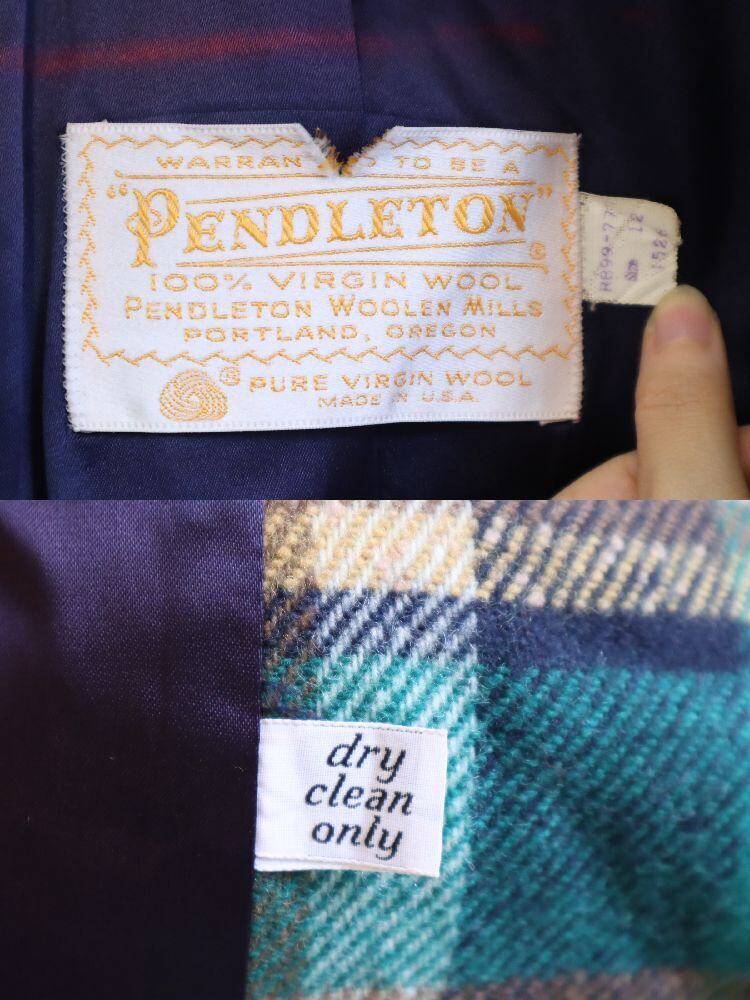 WARRAN TO BE A
"PENDLETON"
®
100% VIRGIN WOOL
PENDLETON WOOLEN MILLS
PORTLAND, OREGON
® PURE VIRGIN WOOL
MADE IN U.S.A.
SIZE 12
dry
clean
only